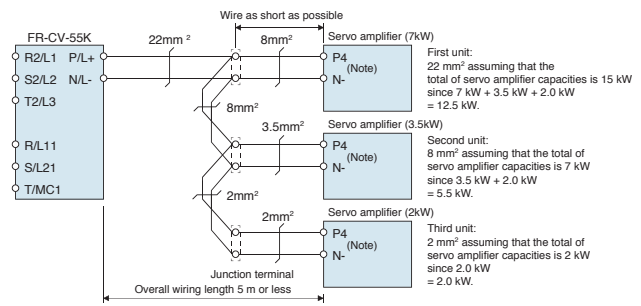 Wire as short as possible
FR-CV-55K
22mm²
8mm²
Servo amplifier (7kW)
R2/L1 P/L+
S2/L2 N/L-
T2/L3
R/L11
S/L21
T/MC1
P4
(Note)
N-
First unit:
22 mm² assuming that the
total of servo amplifier capacities is 15 kW
since 7 kW + 3.5 kW + 2.0 kW
= 12.5 kW.
8mm²
3.5mm²
Servo amplifier (3.5kW)
P4
(Note)
N-
Second unit:
8 mm² assuming that the total of
servo amplifier capacities is 7 kW
since 3.5 kW + 2.0 kW
= 5.5 kW.
2mm²
2mm²
Servo amplifier (2kW)
P4
(Note)
N-
Third unit:
2 mm² assuming that the total of
servo amplifier capacities is 2 kW
since 2.0 kW
= 2.0 kW.
Junction terminal
Overall wiring length 5 m or less